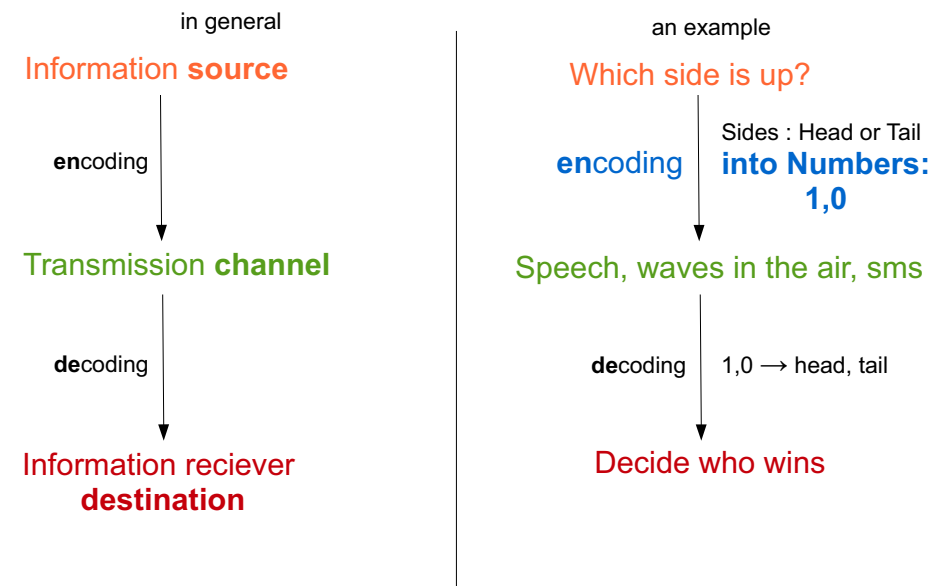 in general
Information source
encoding
Transmission channel
decoding
Information reciever
destination
an example
Which side is up?
encoding
Sides : Head or Tail
into Numbers:
1,0
Speech, waves in the air, sms
decoding
1,0 → head, tail
Decide who wins